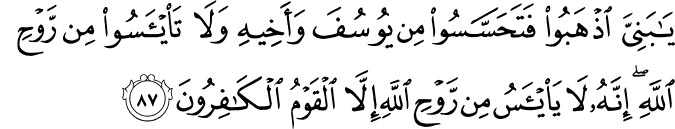 يَـٰبَنِىَّ ٱذْهَبُوا۟ فَتَحَسَّسُوا۟ مِن يُوسُفَ وَأَخِيهِ وَلَا تَا۟يْـَٔسُوا۟ مِن رَّوْحِ
ٱللَّهِ ۖ إِنَّهُۥ لَا يَا۟يْـَٔسُ مِن رَّوْحِ ٱللَّهِ إِلَّا ٱلْقَوْمُ ٱلْكَـٰفِرُونَ ٨٧